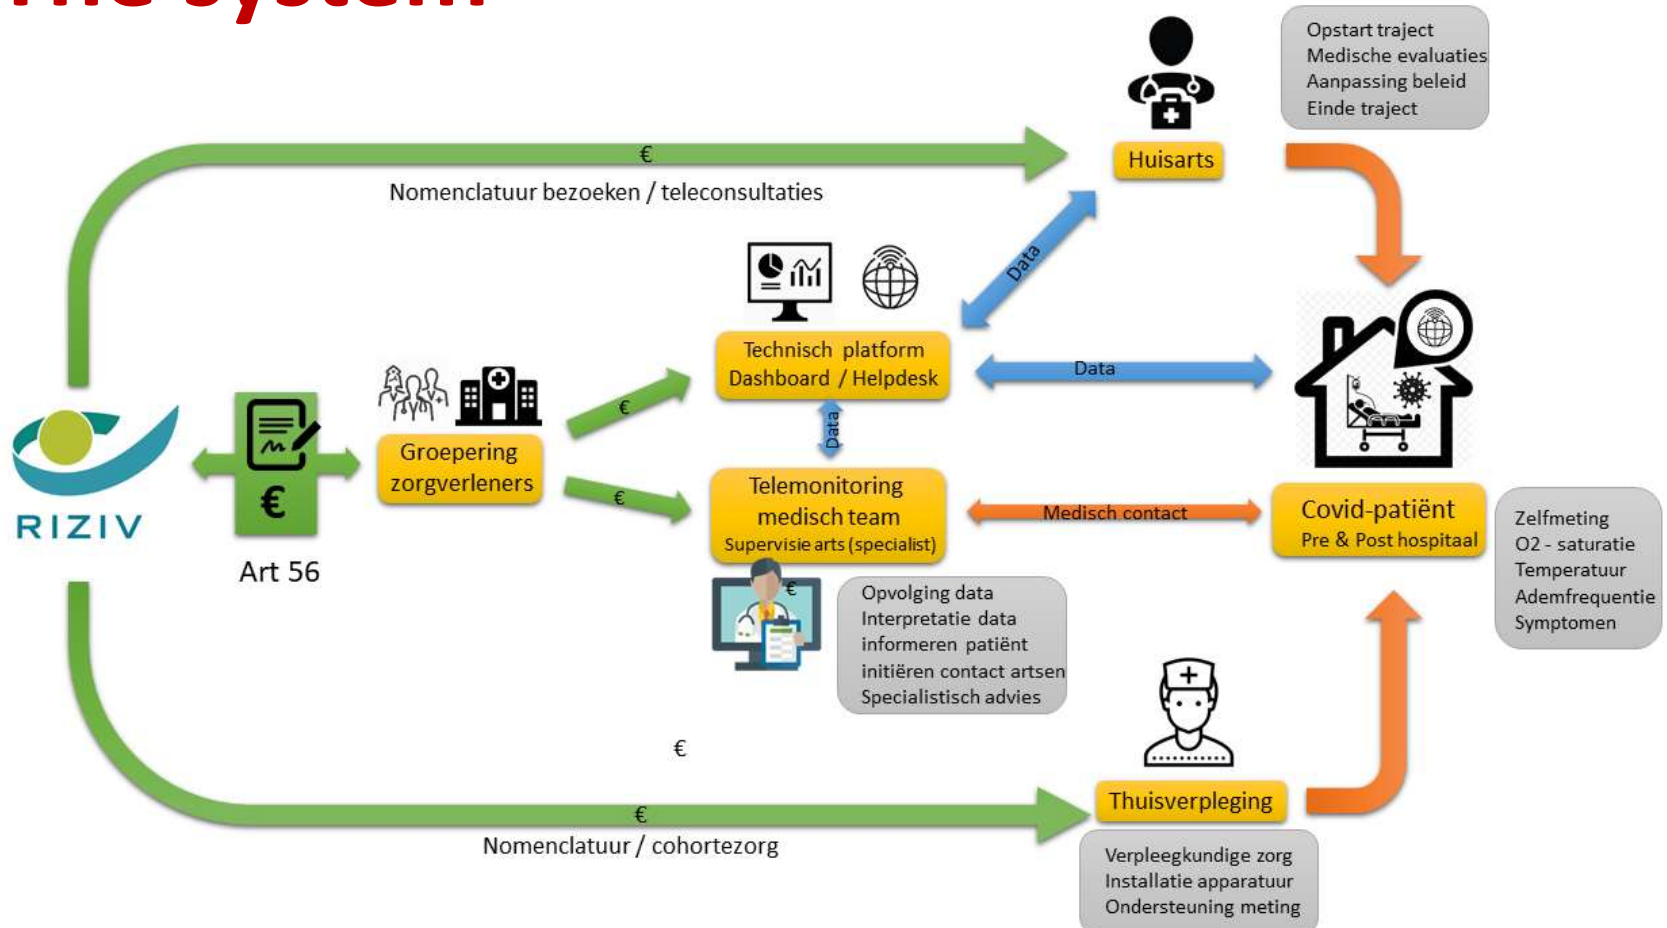 The system
Opstart traject
Medische evaluaties
Aanpassing beleid
Einde traject
€
Huisarts
Nomenclatuur bezoeken / teleconsultaties
Data
Technisch platform
Dashboard / Helpdesk
Data
€
Data
Groepering
zorgverleners
€
RIZIV
Art 56
€
Telemonitoring
medisch team
Supervisie arts (specialist)
Medisch contact
Covid-patiënt
Pre & Post hospitaal
Zelfmeting
O2 - saturatie
Temperatuur
Ademfrequentie
Symptomen
€
Opvolging data
Interpretatie data
informeren patiënt
initiëren contact artsen
Specialistisch advies
€
€
Nomenclatuur / cohortezorg
Thuisverpleging
Verpleegkundige zorg
Installatie apparatuur
Ondersteuning meting